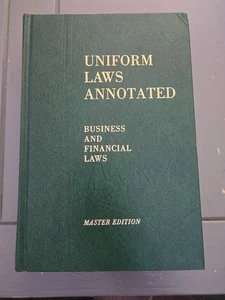 UNIFORM
LAWS
ANNOTATED
BUSINESS
AND
FINANCIAL
LAWS
MASTER EDITION